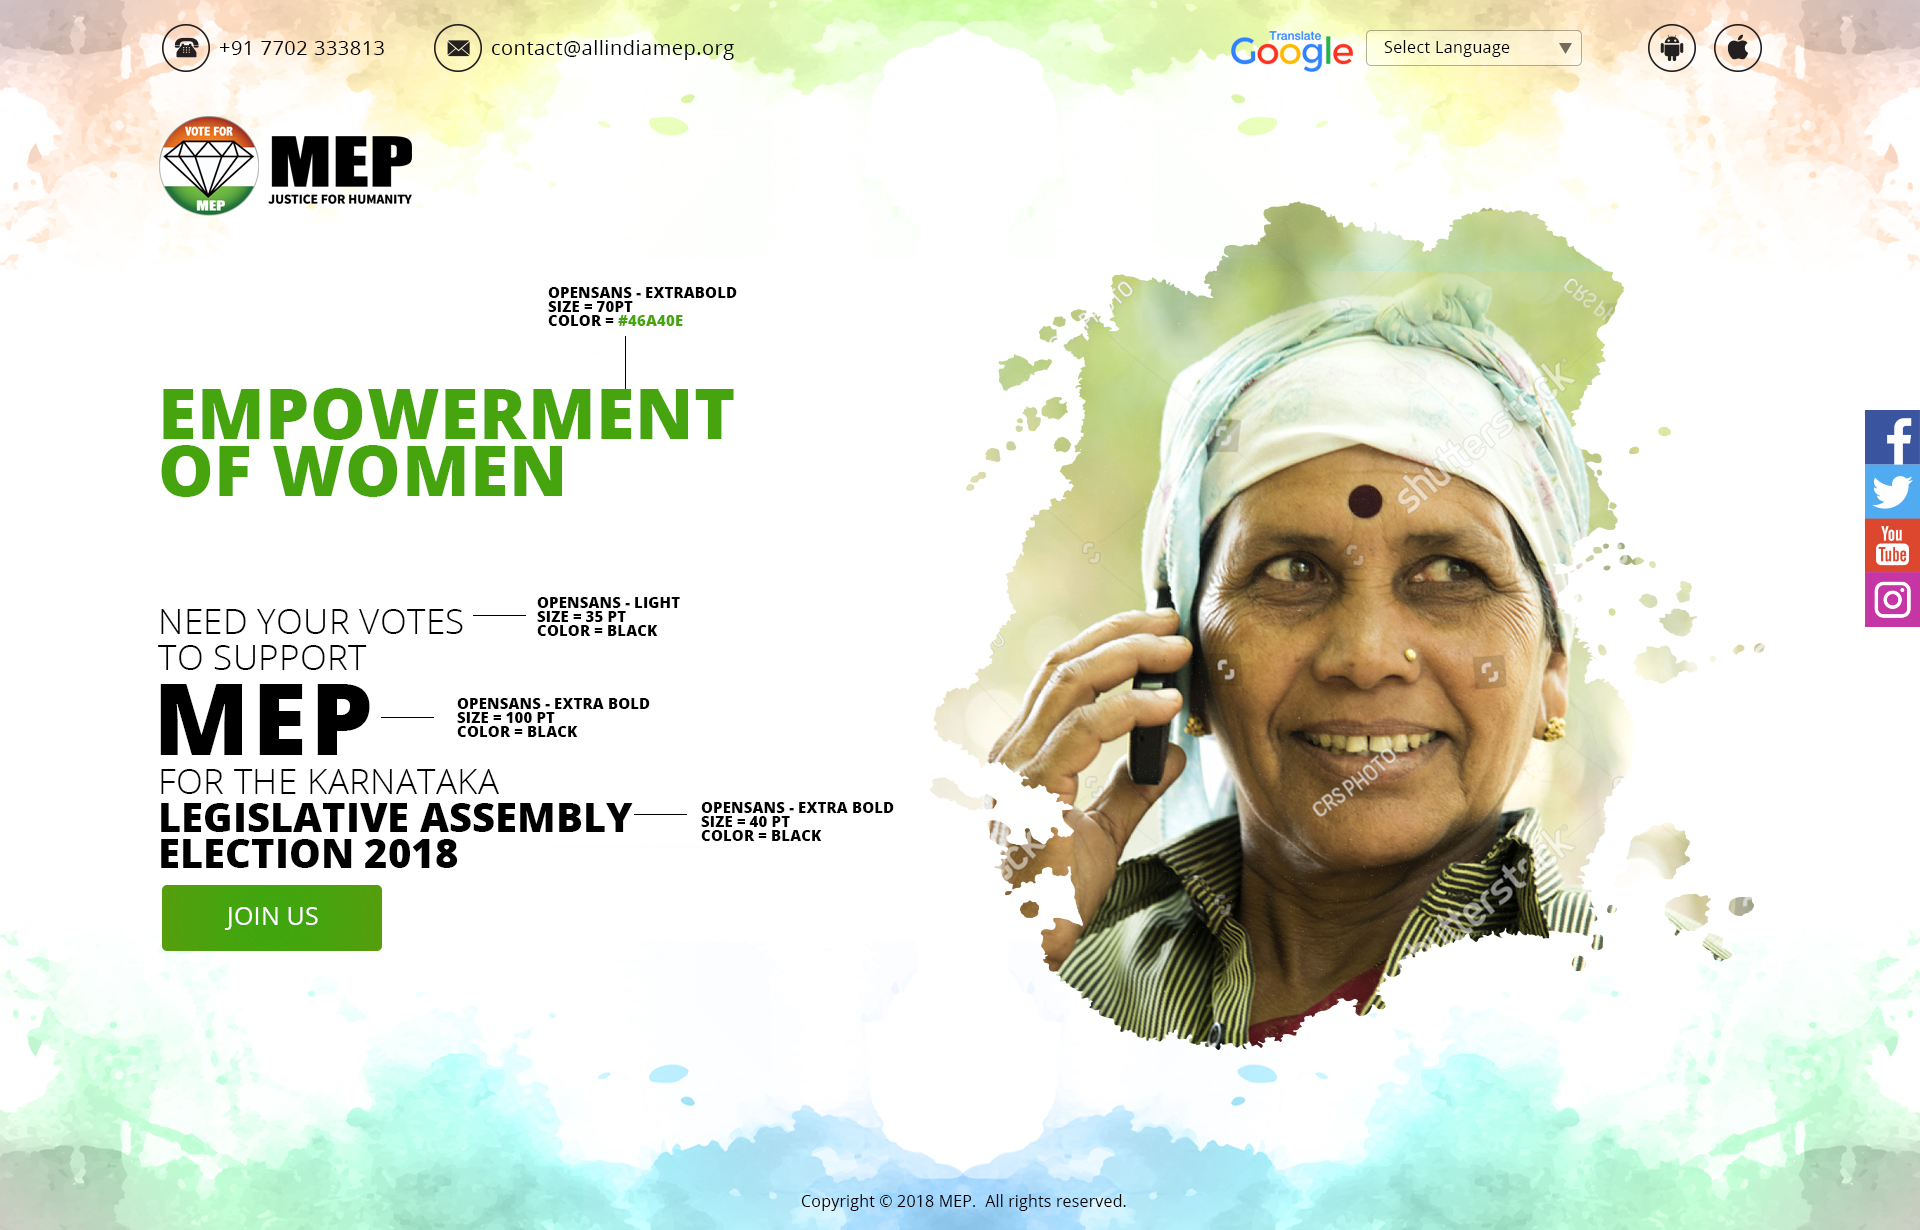 +91 7702 333813
contact@allindiamep.org
Translate
Google
Select Language
VOTE FOR
MEP
MEP
JUSTICE FOR HUMANITY
OPENSANS - EXTRABOLD
SIZE = 70PT
COLOR = #46A40E
EMPOWERMENT
OF WOMEN
NEED YOUR VOTES
TO SUPPORT
OPENSANS - LIGHT
SIZE = 35 PT
COLOR = BLACK
MEP
OPENSANS - EXTRA BOLD
SIZE = 100 PT
COLOR = BLACK
FOR THE KARNATAKA
LEGISLATIVE ASSEMBLY
ELECTION 2018
OPENSANS - EXTRA BOLD
SIZE = 40 PT
COLOR = BLACK
JOIN US
shutterstock
CRS PHOTO
shutterstock
You
Tube
Copyright © 2018 MEP.  All rights reserved.